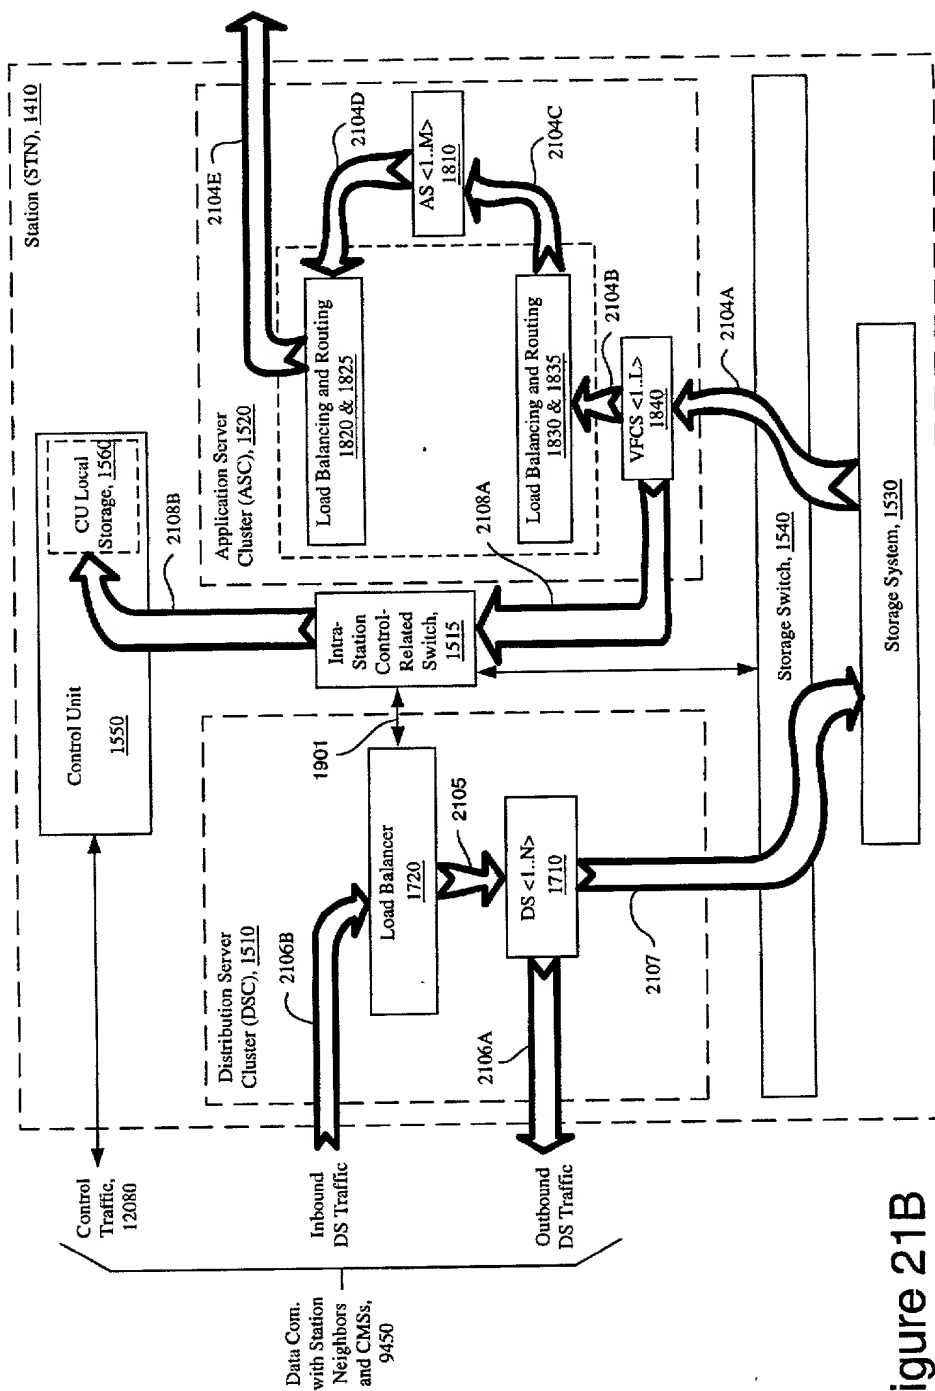 Station (STN), 1410
2104E
Control Unit
1550
CU Local
Storage, 1560
2108B
Application Server
Cluster (ASC), 1520
Load Balancing and Routing
1820 & 1825
2104D
AS <1..M>
1810
2104C
Load Balancing and Routing
1830 & 1835
2104B
VFCS <1..L>
1840
2104A
2108A
Intra-
Station
Control-
Related
Switch,
1515
1901
Distribution Server
Cluster (DSC), 1510
2106B
Load Balancer
1720
2105
DS <1..N>
1710
2106A
2107
Storage Switch, 1540
Storage System, 1530
Control
Traffic,
12080
Inbound
DS Traffic
Outbound
DS Traffic
Data Com.
with Station
Neighbors
and CMSs,
9450
igure 21B